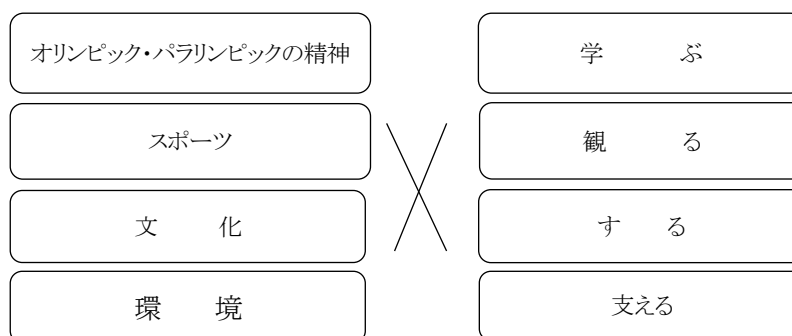 オリンピック・パラリンピックの精神
学ぶ
スポーツ
観る
文化
する
環境
支える